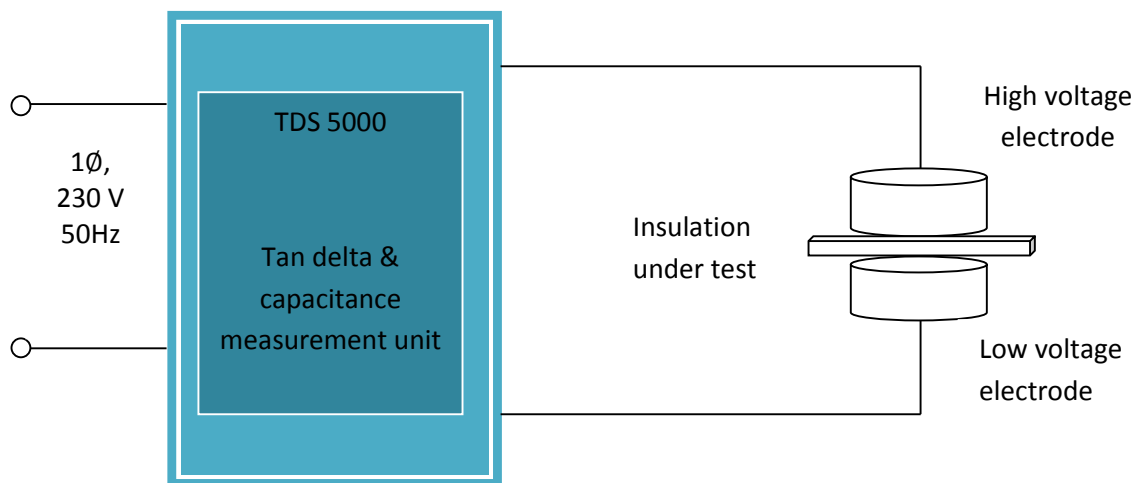 1Ø,
230 V
50Hz
TDS 5000
Tan delta &
capacitance
measurement unit
Insulation
under test
High voltage
electrode
Low voltage
electrode